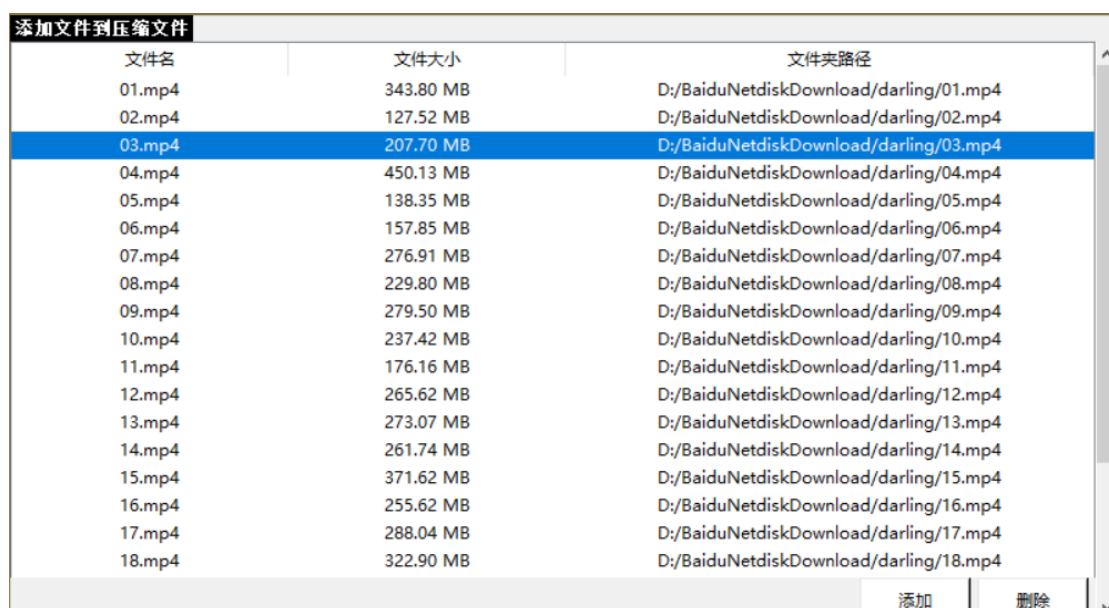 添加文件到压缩文件
文件名 文件大小 文件夹路径
01.mp4 343.80 MB D:/BaiduNetdiskDownload/darling/01.mp4
02.mp4 127.52 MB D:/BaiduNetdiskDownload/darling/02.mp4
03.mp4 207.70 MB D:/BaiduNetdiskDownload/darling/03.mp4
04.mp4 450.13 MB D:/BaiduNetdiskDownload/darling/04.mp4
05.mp4 138.35 MB D:/BaiduNetdiskDownload/darling/05.mp4
06.mp4 157.85 MB D:/BaiduNetdiskDownload/darling/06.mp4
07.mp4 276.91 MB D:/BaiduNetdiskDownload/darling/07.mp4
08.mp4 229.80 MB D:/BaiduNetdiskDownload/darling/08.mp4
09.mp4 279.50 MB D:/BaiduNetdiskDownload/darling/09.mp4
10.mp4 237.42 MB D:/BaiduNetdiskDownload/darling/10.mp4
11.mp4 176.16 MB D:/BaiduNetdiskDownload/darling/11.mp4
12.mp4 265.62 MB D:/BaiduNetdiskDownload/darling/12.mp4
13.mp4 273.07 MB D:/BaiduNetdiskDownload/darling/13.mp4
14.mp4 261.74 MB D:/BaiduNetdiskDownload/darling/14.mp4
15.mp4 371.62 MB D:/BaiduNetdiskDownload/darling/15.mp4
16.mp4 255.62 MB D:/BaiduNetdiskDownload/darling/16.mp4
17.mp4 288.04 MB D:/BaiduNetdiskDownload/darling/17.mp4
18.mp4 322.90 MB D:/BaiduNetdiskDownload/darling/18.mp4
添加 删除